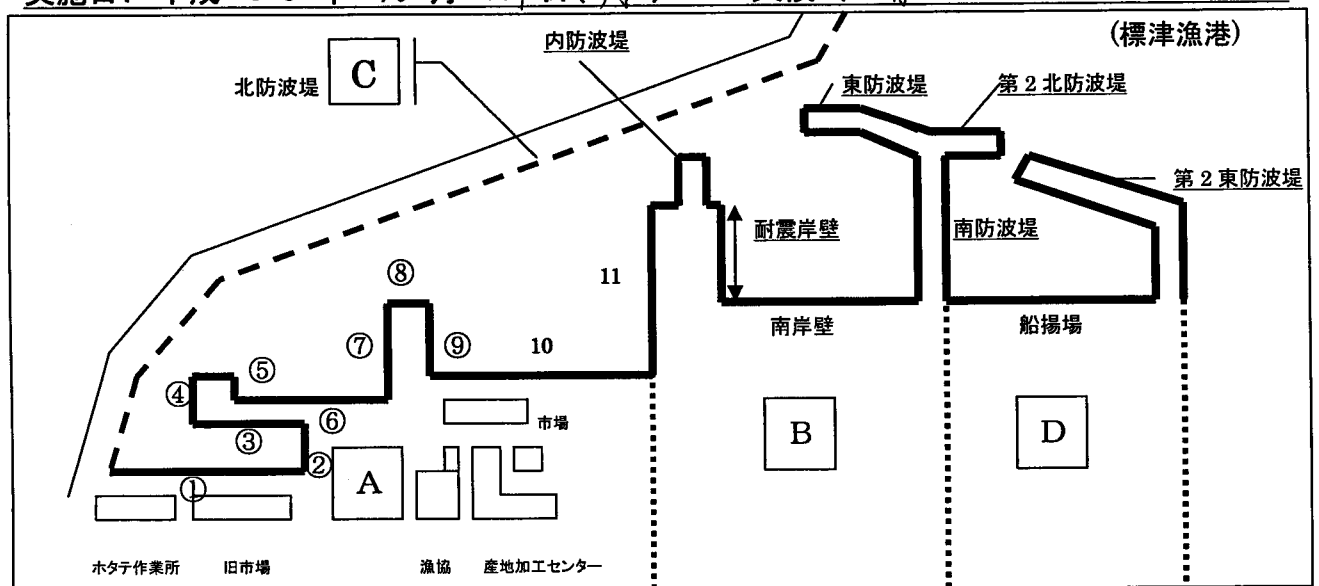 (標津漁港)
内防波堤
北防波堤
C
東防波堤
第2北防波堤
第2東防波堤
耐震岸壁
南防波堤
11
⑧
南岸壁
船揚場
⑦
⑨
10
⑤
④
⑥
市場
③
B
D
②
A
①
ホタテ作業所
旧市場
漁協
産地加工センター